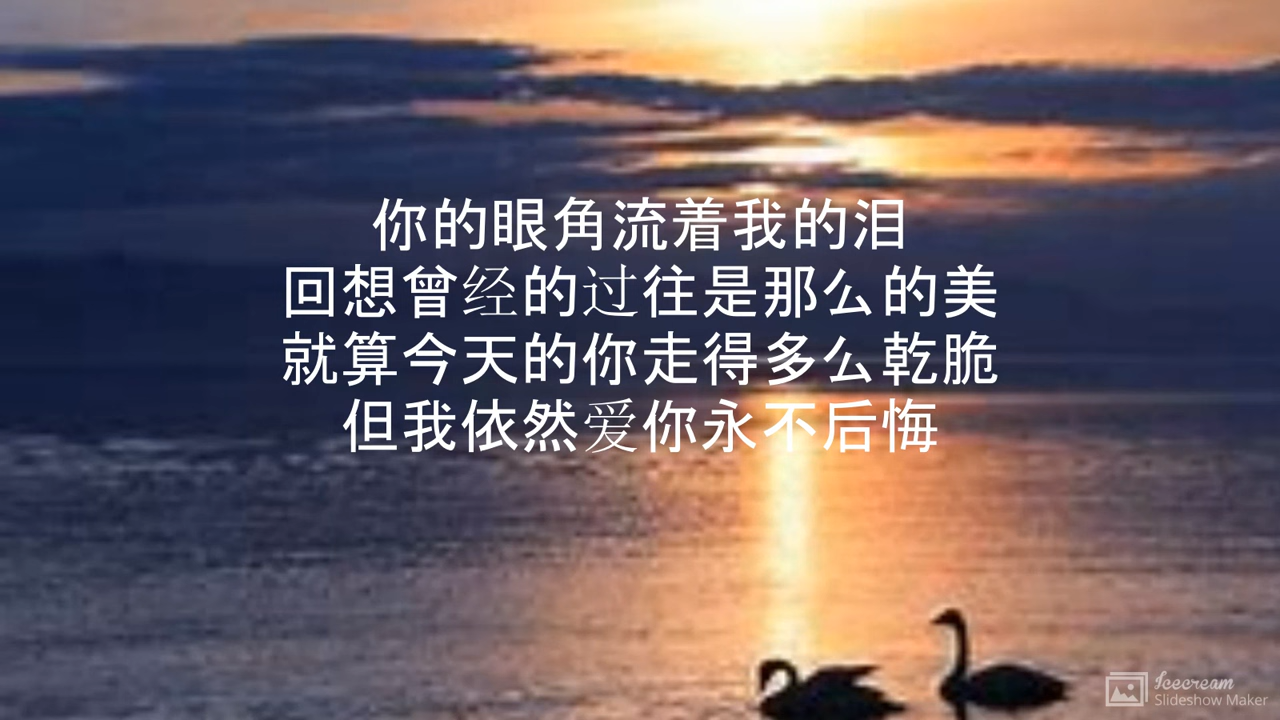 你的眼角流着我的泪
回想曾经的过往是那么的美
就算今天的你走得多么乾脆
但我依然爱你永不后悔
Icecream
Slideshow Maker